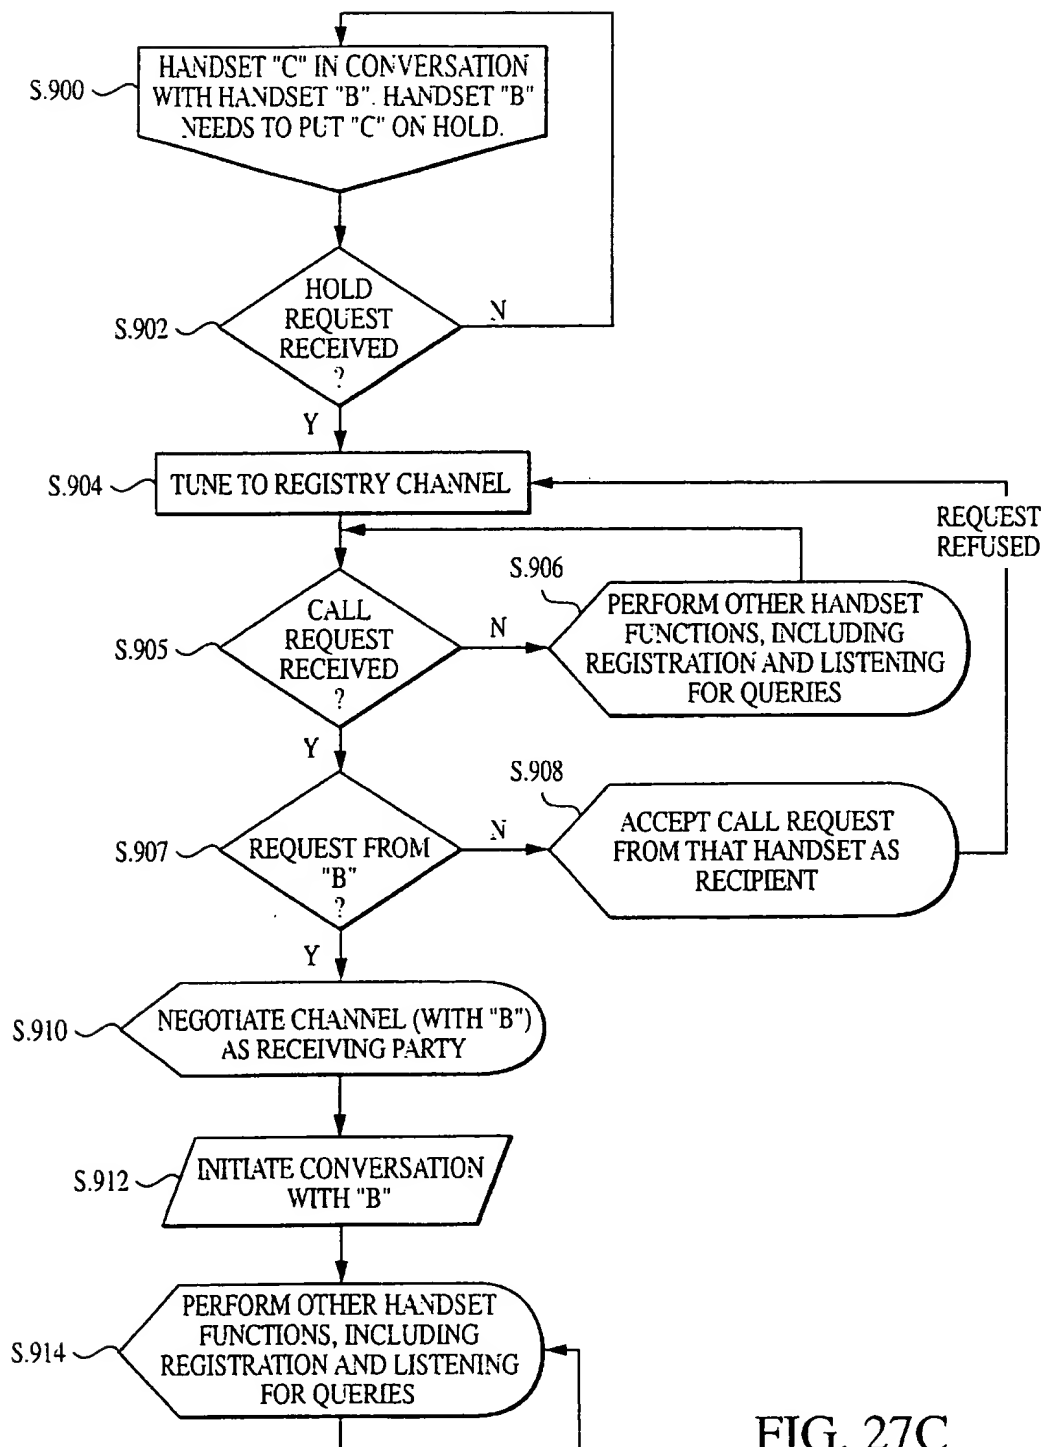 S.900
HANDSET "C" IN CONVERSATION
WITH HANDSET "B". HANDSET "B"
NEEDS TO PUT "C" ON HOLD.
S.902
HOLD
REQUEST
RECEIVED
?
N
Y
S.904
TUNE TO REGISTRY CHANNEL
REQUEST
REFUSED
S.905
CALL
REQUEST
RECEIVED
?
N
Y
S.906
PERFORM OTHER HANDSET
FUNCTIONS, INCLUDING
REGISTRATION AND LISTENING
FOR QUERIES
S.907
REQUEST FROM
"B"
?
N
Y
S.908
ACCEPT CALL REQUEST
FROM THAT HANDSET AS
RECIPIENT
S.910
NEGOTIATE CHANNEL (WITH "B")
AS RECEIVING PARTY
S.912
INITIATE CONVERSATION
WITH "B"
S.914
PERFORM OTHER HANDSET
FUNCTIONS, INCLUDING
REGISTRATION AND LISTENING
FOR QUERIES
FIG. 27C